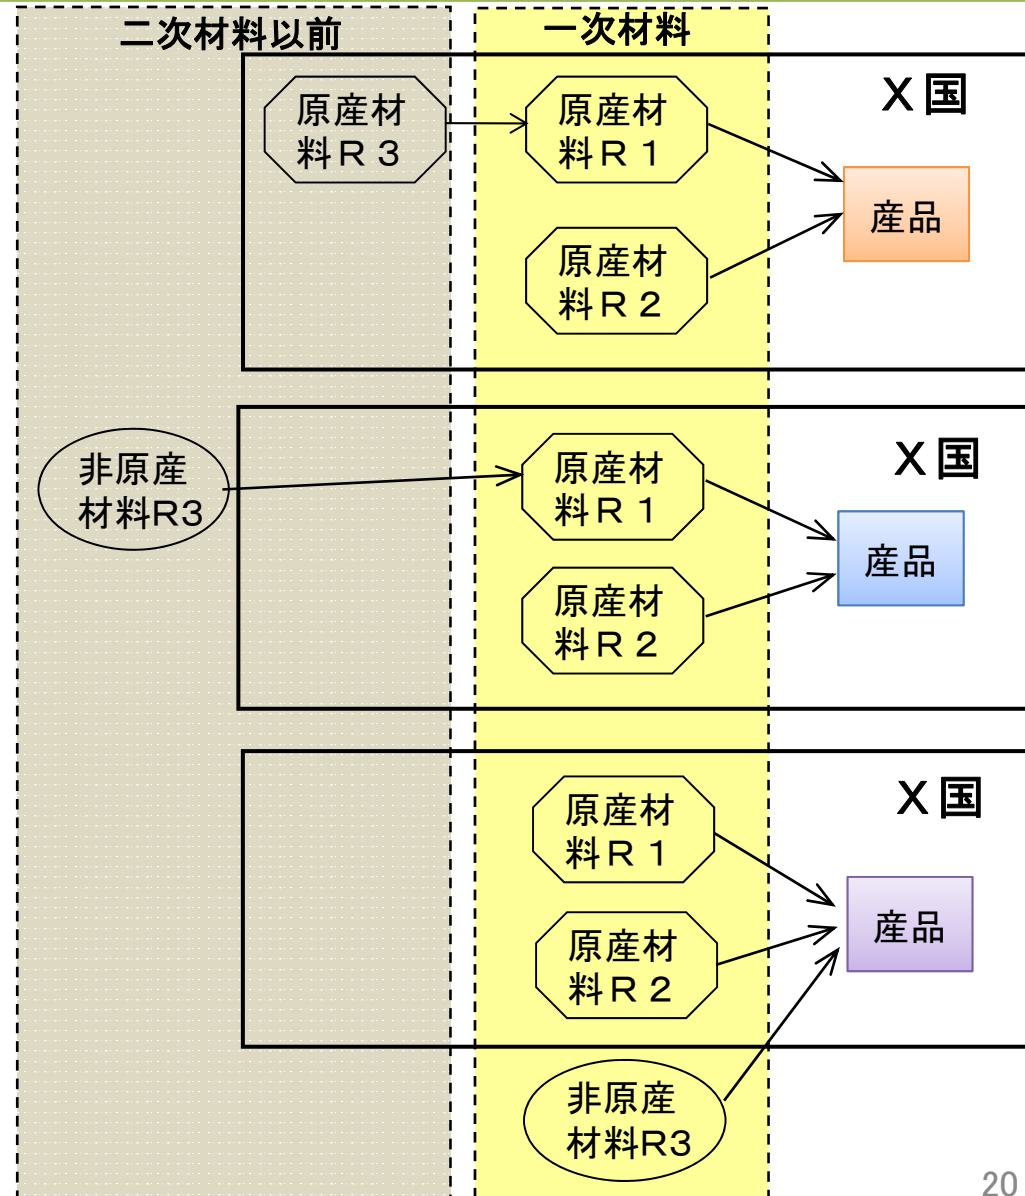 二次材料以前
一次材料
X国
原産材
料R3
原産材
料R1
産品
原産材
料R2
X国
非原産
材料R3
原産材
料R1
産品
原産材
料R2
X国
原産材
料R1
産品
原産材
料R2
非原産
材料R3
20